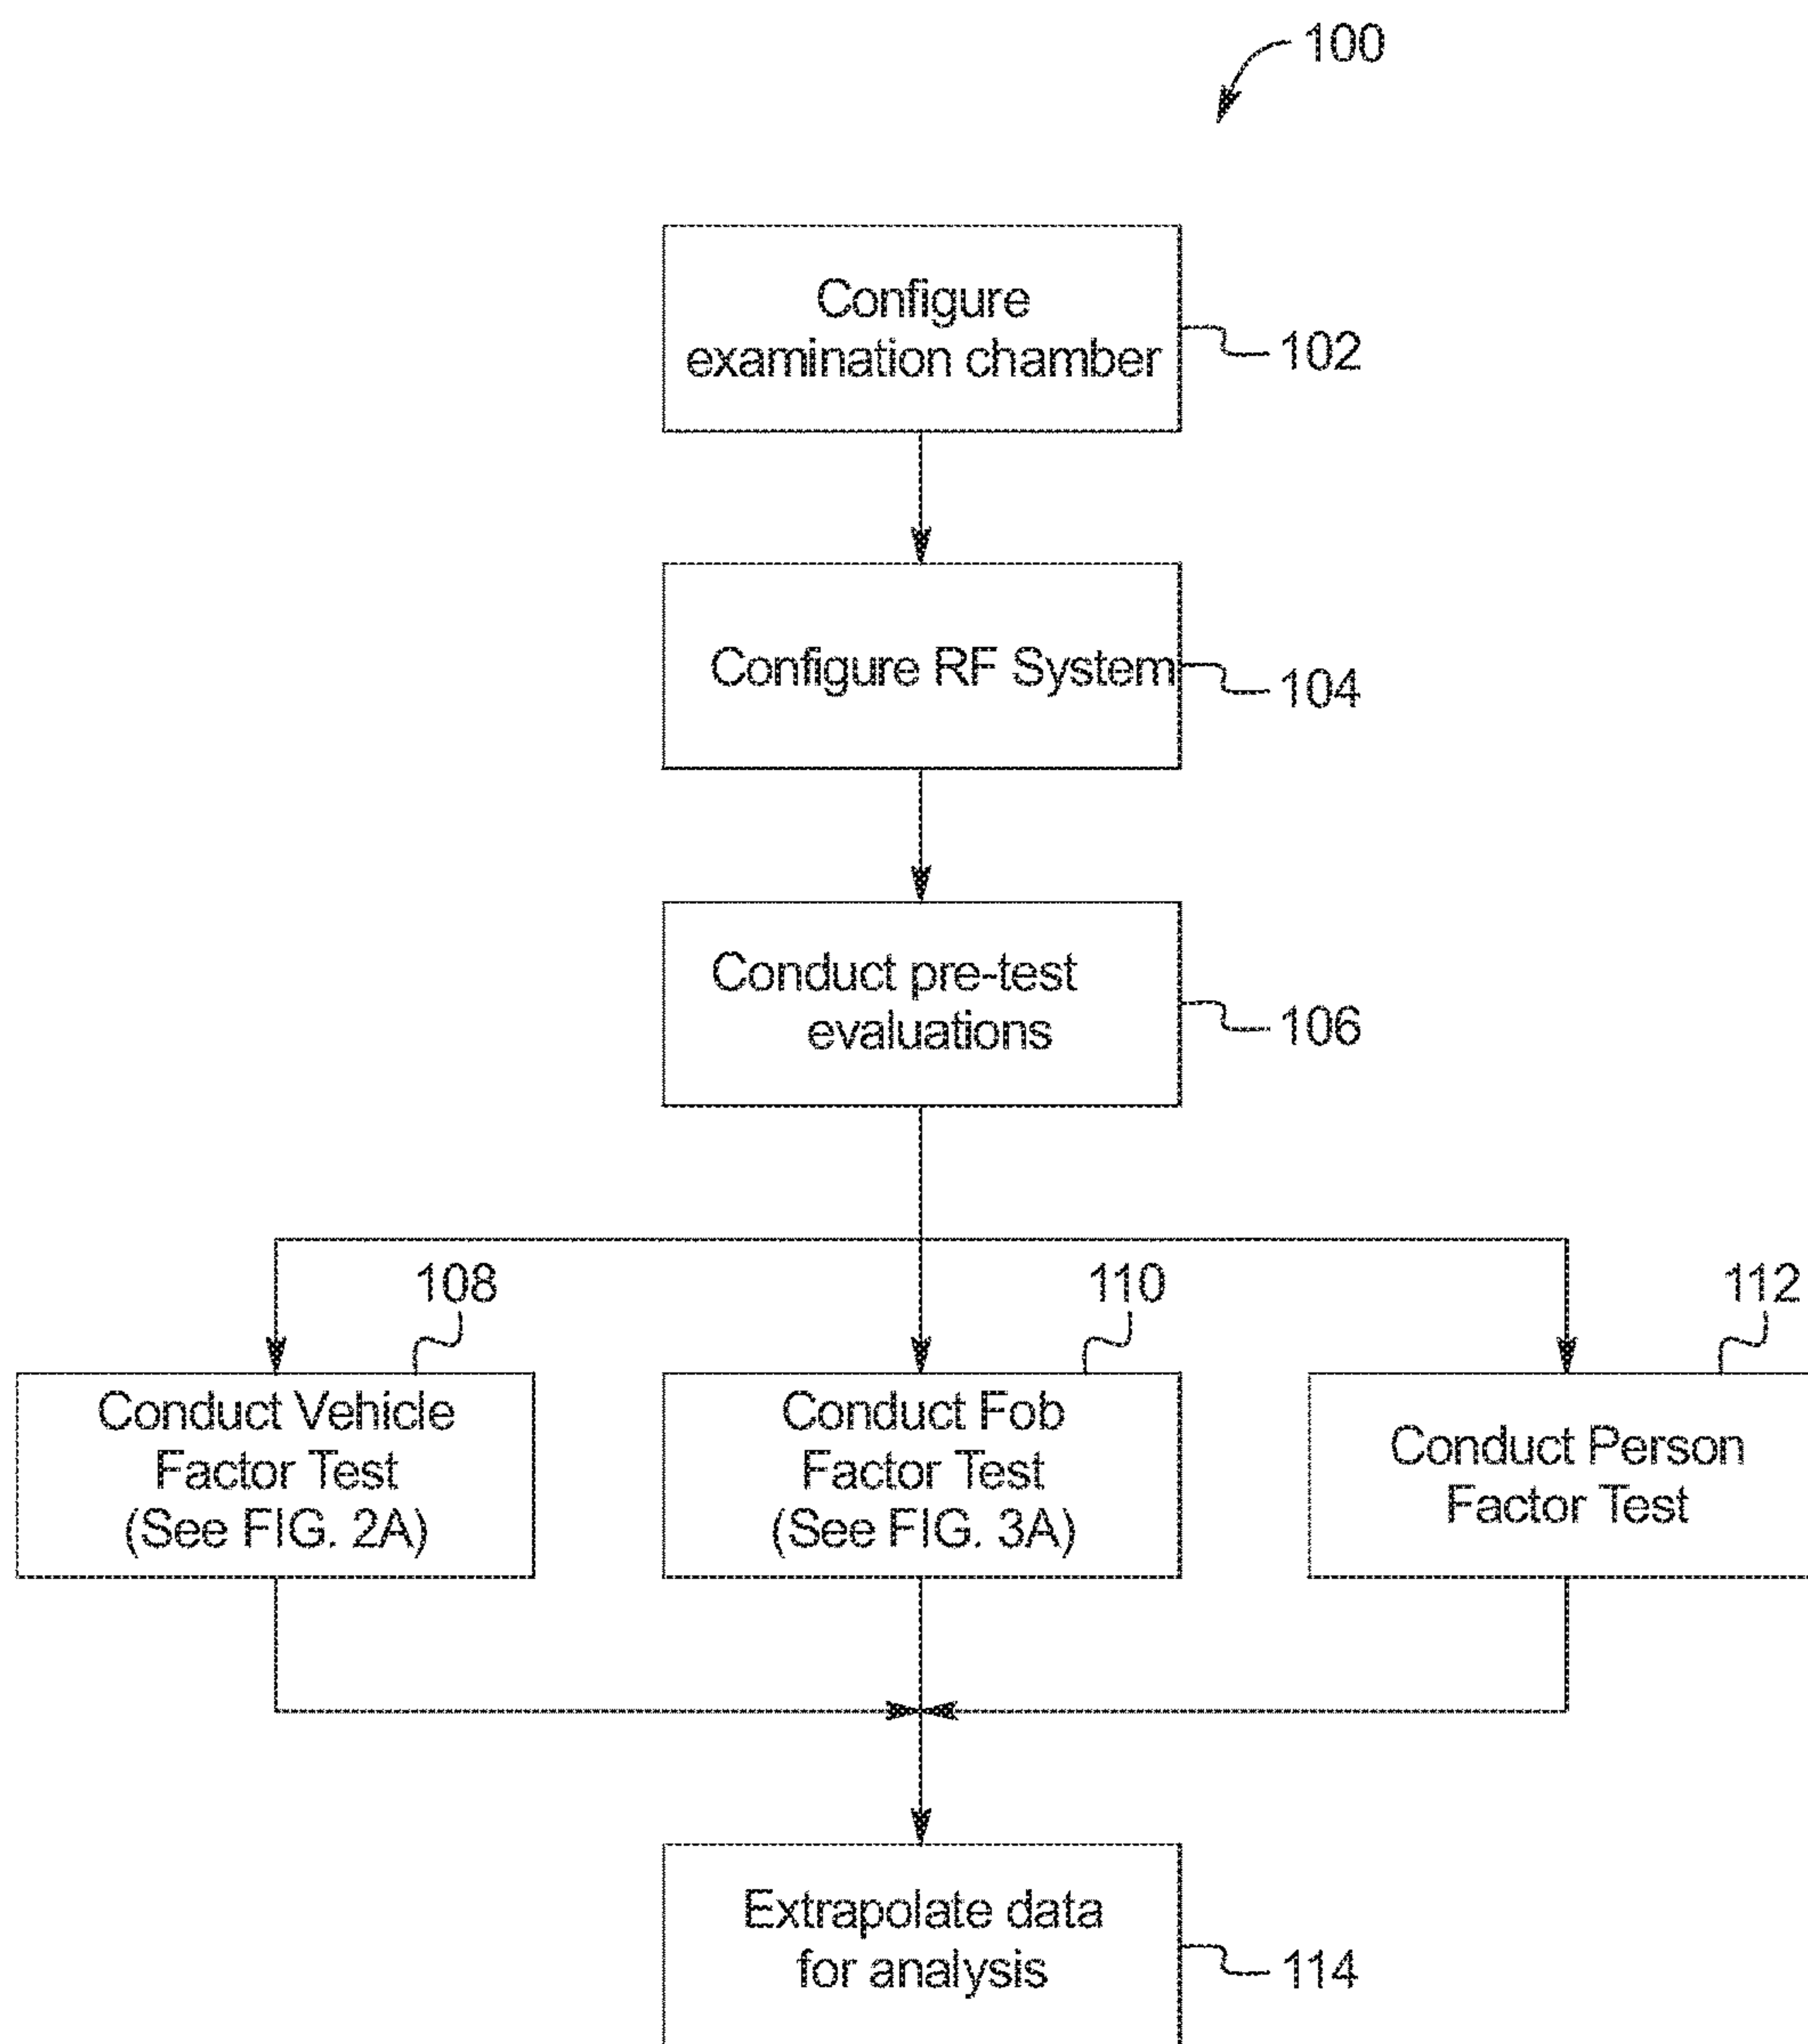 100
Configure
examination chamber
102
Configure RF System
104
Conduct pre-test
evaluations
106
108
110
112
Conduct Vehicle
Factor Test
(See FIG. 2A)
Conduct Fob
Factor Test
(See FIG. 3A)
Conduct Person
Factor Test
Extrapolate data
for analysis
114